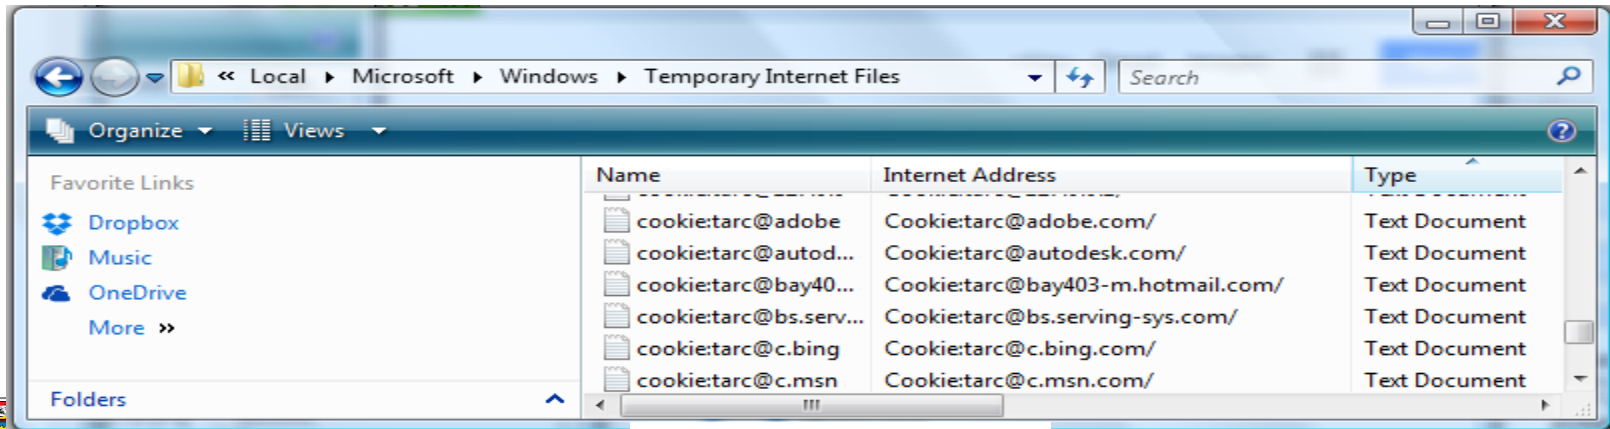 « Local ▸ Microsoft ▸ Windows ▸ Temporary Internet Files Search
Organize Views
Favorite Links
Dropbox
Music
OneDrive
More »
Folders
Name Internet Address Type
cookie:tarc@adobe Cookie:tarc@adobe.com/ Text Document
cookie:tarc@autod... Cookie:tarc@autodesk.com/ Text Document
cookie:tarc@bay40... Cookie:tarc@bay403-m.hotmail.com/ Text Document
cookie:tarc@bs.serv... Cookie:tarc@bs.serving-sys.com/ Text Document
cookie:tarc@c.bing Cookie:tarc@c.bing.com/ Text Document
cookie:tarc@c.msn Cookie:tarc@c.msn.com/ Text Document